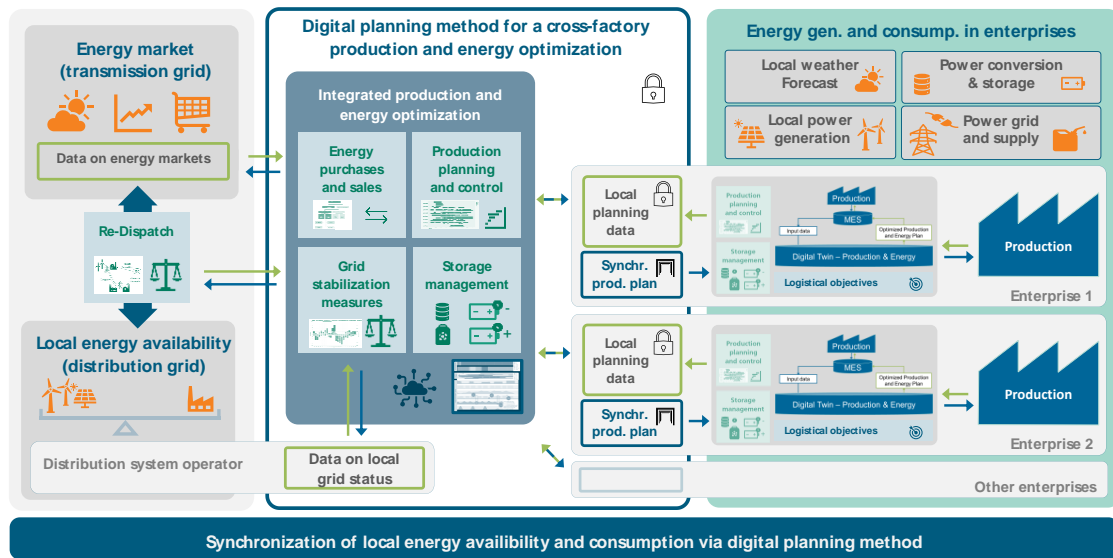 Energy market
(transmission grid)
Data on energy markets
Re-Dispatch
Local energy availability
(distribution grid)
Distribution system operator
Data on local
grid status
Digital planning method for a cross-factory
production and energy optimization
Integrated production and
energy optimization
Energy
purchases
and sales
Production
planning
and control
Grid
stabilization
measures
Storage
management
Energy gen. and consump. in enterprises
Local weather
Forecast
Power conversion
& storage
Local power
generation
Power grid
and supply
Local
planning
data
Synchr.
prod. plan
Production planning
and control
Storage
management
Production
MES
Input data
Optimized Production
and Energy Plan
Digital Twin – Production & Energy
Logistical objectives
Production
Enterprise 1
Local
planning
data
Synchr.
prod. plan
Production planning
and control
Storage
management
Production
MES
Input data
Optimized Production
and Energy Plan
Digital Twin – Production & Energy
Logistical objectives
Production
Enterprise 2
Other enterprises
Synchronization of local energy availibility and consumption via digital planning method